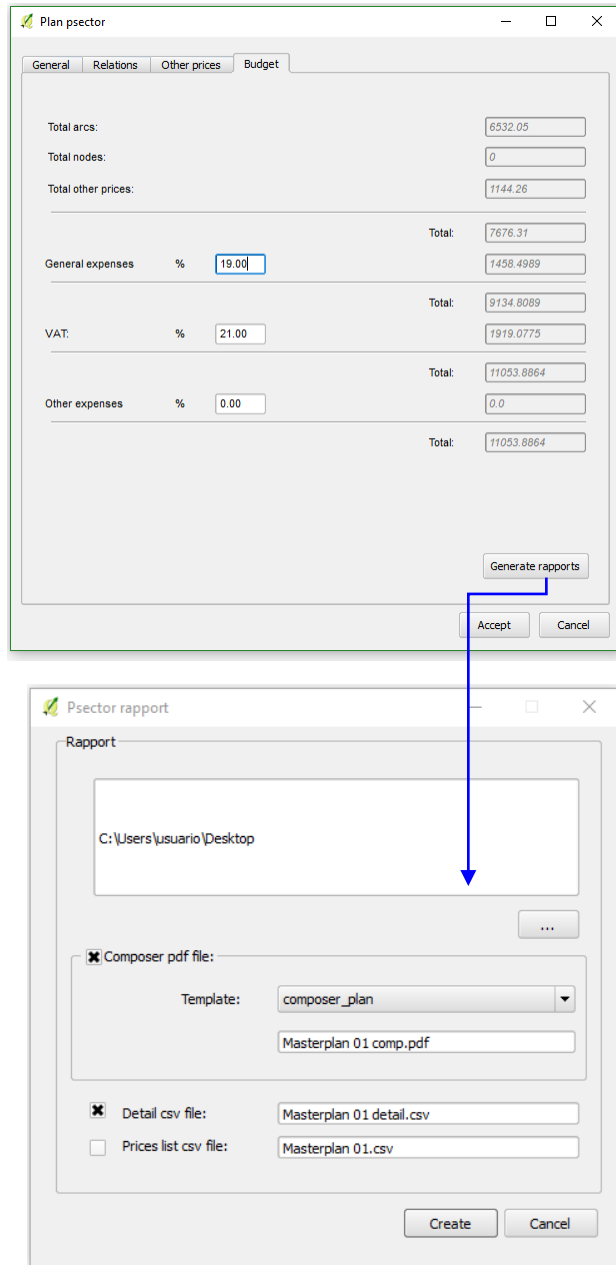 Plan psector
General Relations Other prices Budget
Total arcs: 6532.05
Total nodes: 0
Total other prices: 1144.26
Total: 7676.31
General expenses % 19.00 1458.4989
Total: 9134.8089
VAT: % 21.00 1919.0775
Total: 11053.8864
Other expenses % 0.00 0.0
Total: 11053.8864
Generate rapports
Accept Cancel
Psector rapport
Rapport
C:\Users\usuario\Desktop
...
Composer pdf file:
Template: composer_plan
Masterplan 01 comp.pdf
Detail csv file: Masterplan 01 detail.csv
Prices list csv file: Masterplan 01.csv
Create Cancel